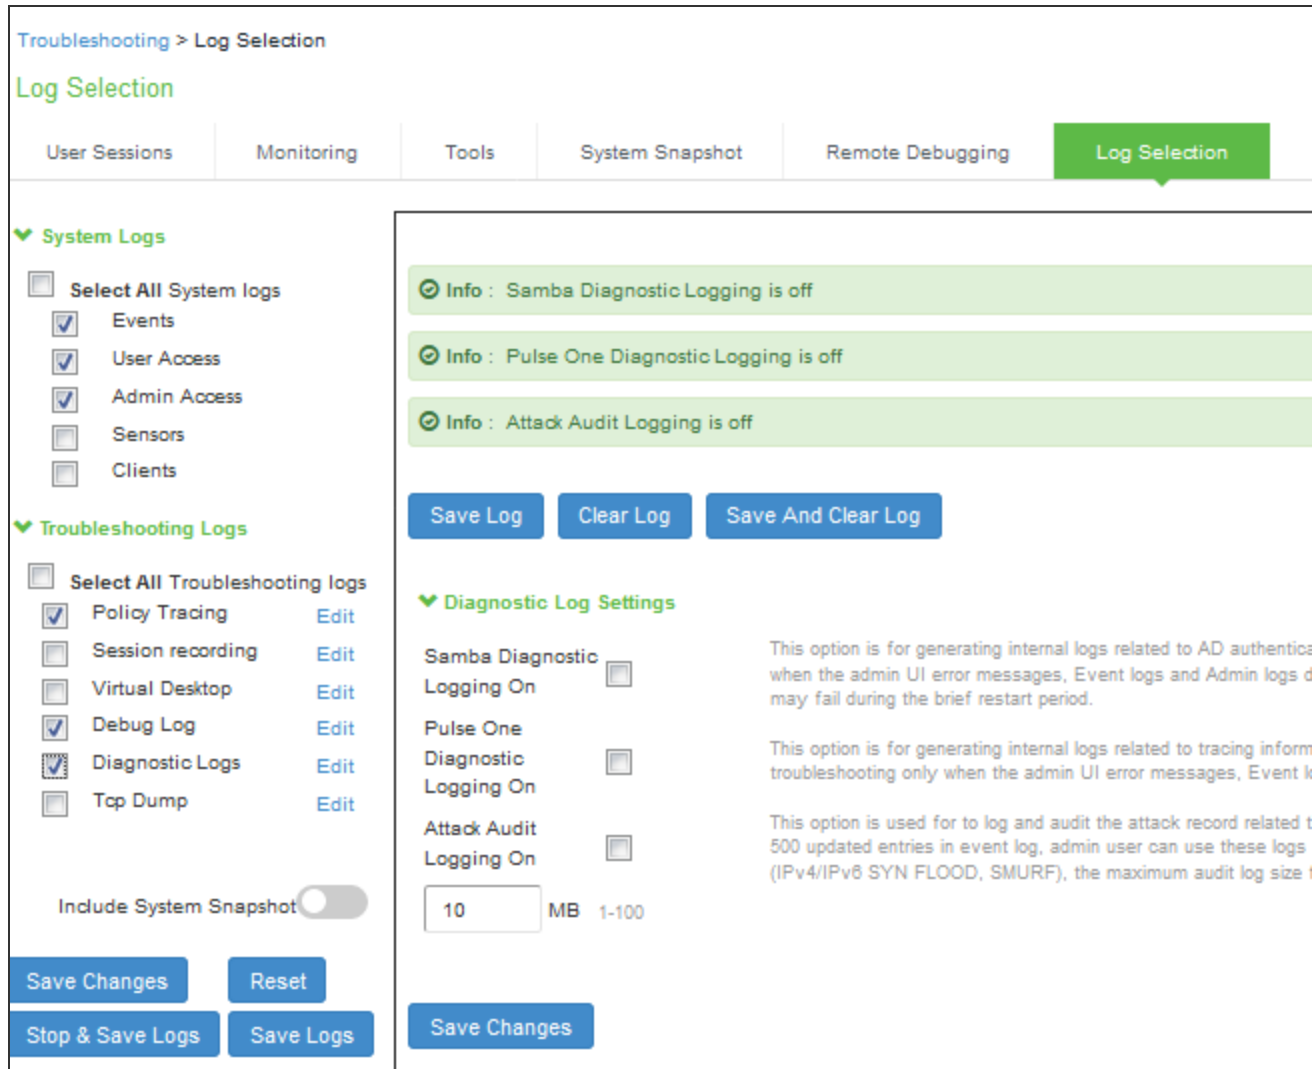 Troubleshooting > Log Selection
Log Selection
User Sessions Monitoring Tools System Snapshot Remote Debugging Log Selection
System Logs
Select All System logs
Events
User Access
Admin Access
Sensors
Clients
Troubleshooting Logs
Select All Troubleshooting logs
Policy Tracing Edit
Session recording Edit
Virtual Desktop Edit
Debug Log Edit
Diagnostic Logs Edit
Tcp Dump Edit
Include System Snapshot
Save Changes Reset
Stop & Save Logs Save Logs
Info : Samba Diagnostic Logging is off
Info : Pulse One Diagnostic Logging is off
Info : Attack Audit Logging is off
Save Log Clear Log Save And Clear Log
Diagnostic Log Settings
Samba Diagnostic
Logging On
This option is for generating internal logs related to AD
when the admin UI error messages, Event logs and Admin logs
may fail during the brief restart period.
Pulse One
Diagnostic
Logging On
This option is for generating internal logs related to tracing
troubleshooting only when the admin UI error messages, Event
Attack Audit
Logging On
This option is used for to log and audit the attack record related
500 updated entries in event log, admin user can use these logs
(IPv4/IPv6 SYN FLOOD, SMURF), the maximum audit log size
10 MB 1-100
Save Changes